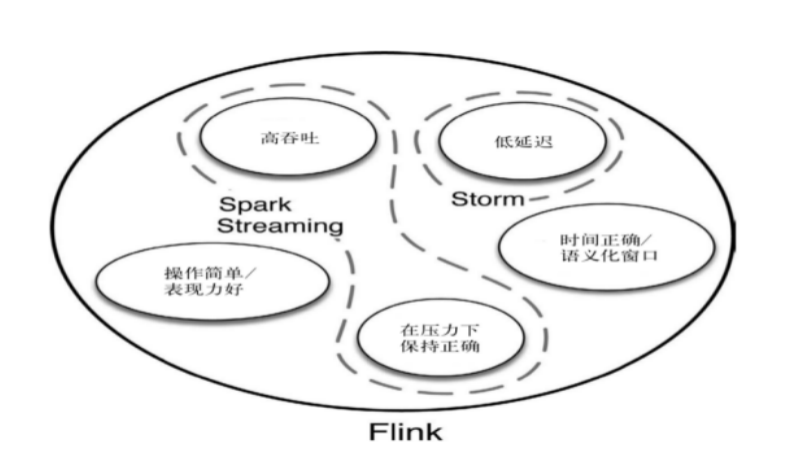 高吞吐
低延迟
Spark
Streaming
Storm
时间正确/
语义化窗口
操作简单/
表现力好
在压力下
保持正确
Flink